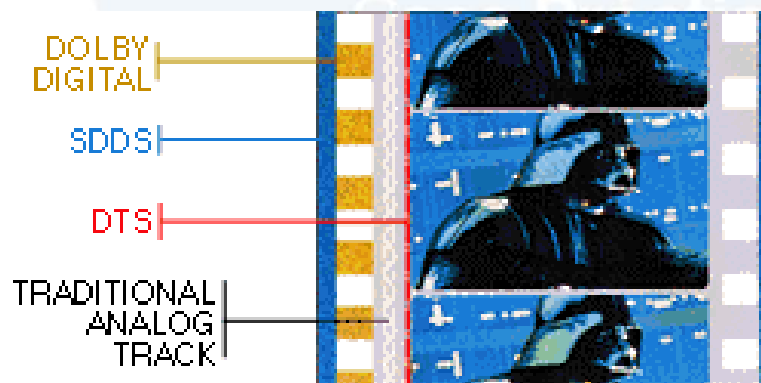 DOLBY
DIGITAL
SDDS
DTS
TRADITIONAL
ANALOG
TRACK